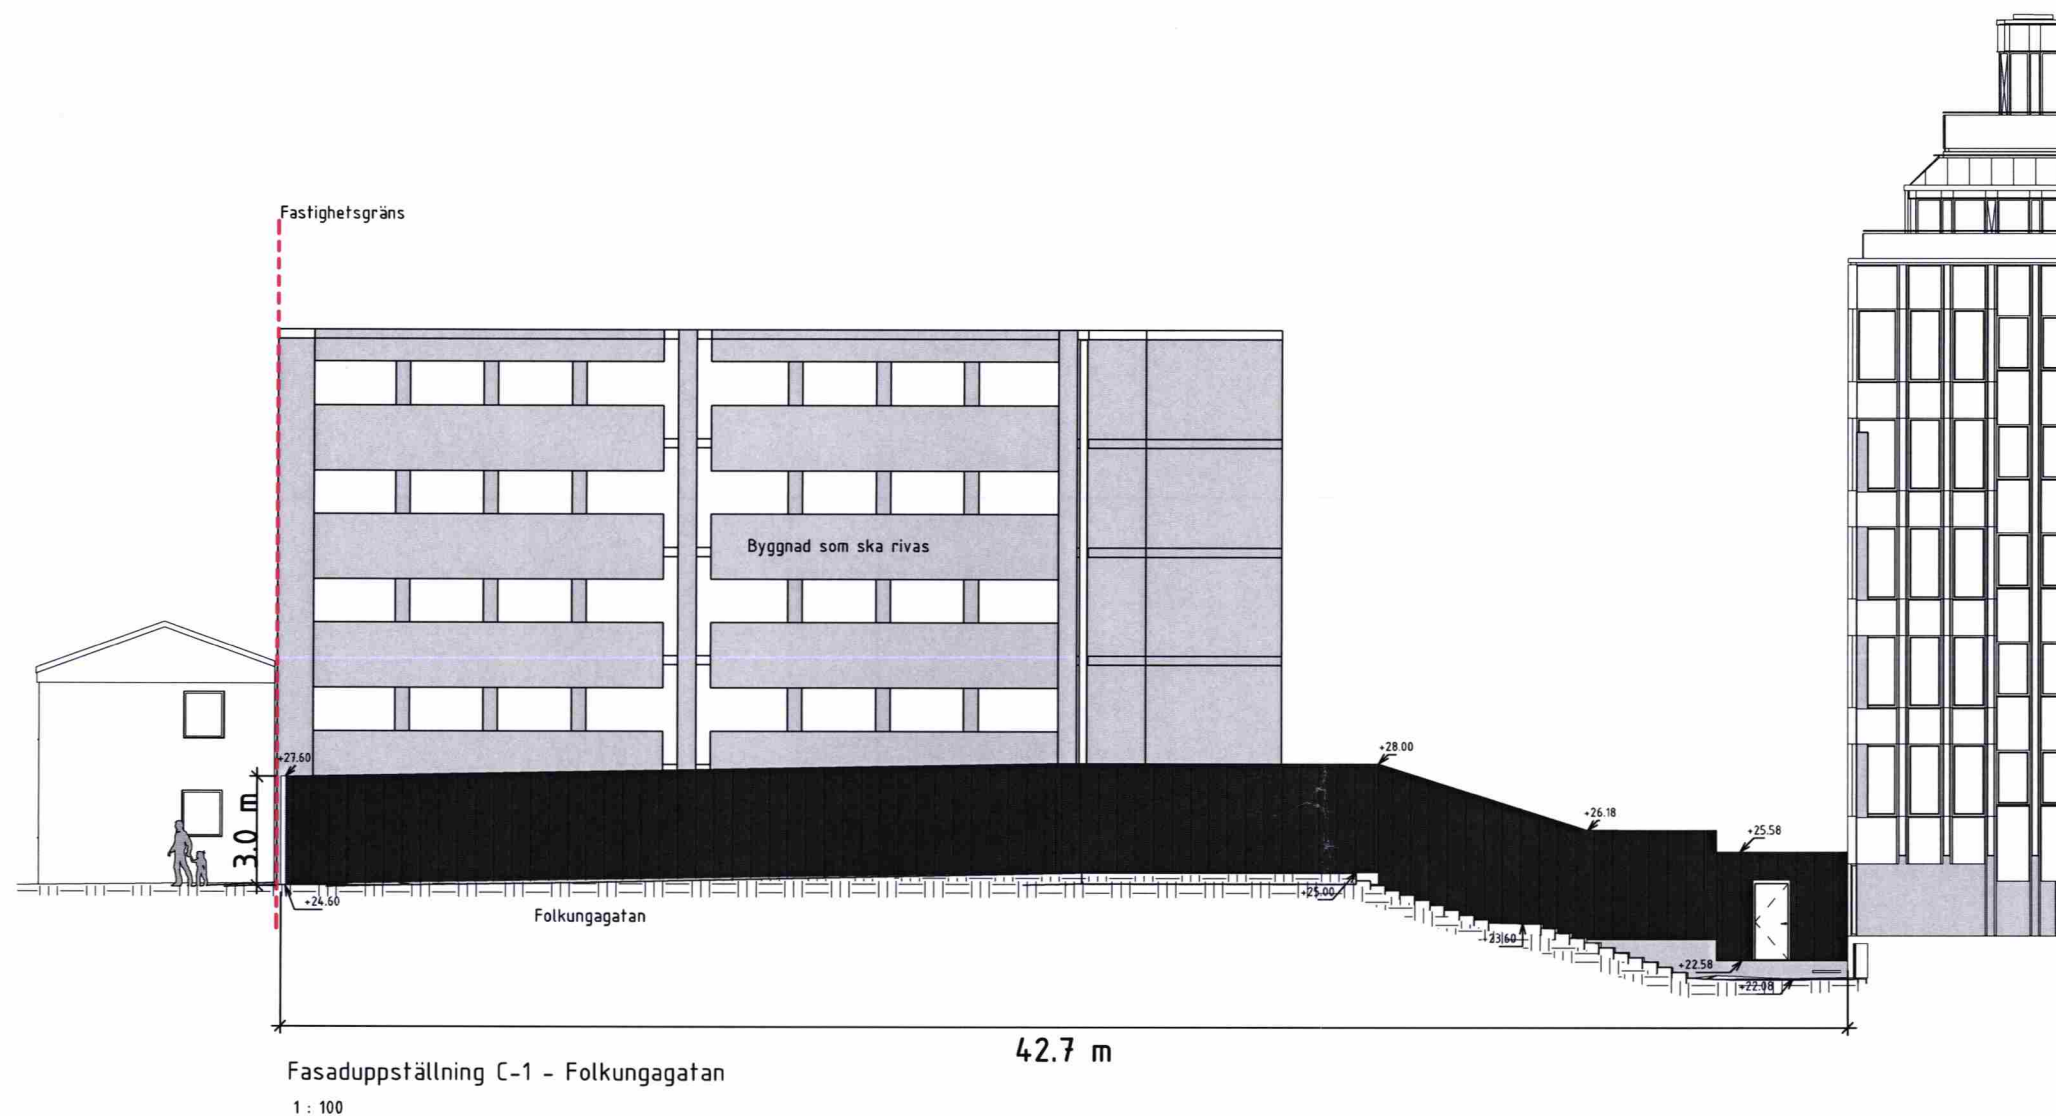 Fastighetsgräns
Byggnad som ska rivas
+27.60
+28.00
3.0 m
+26.18
+25.58
+24.60
+25.00
Folkungagatan
+23.60
+22.58
+22.08
42.7 m
Fasaduppställning C-1 - Folkungagatan
1 : 100